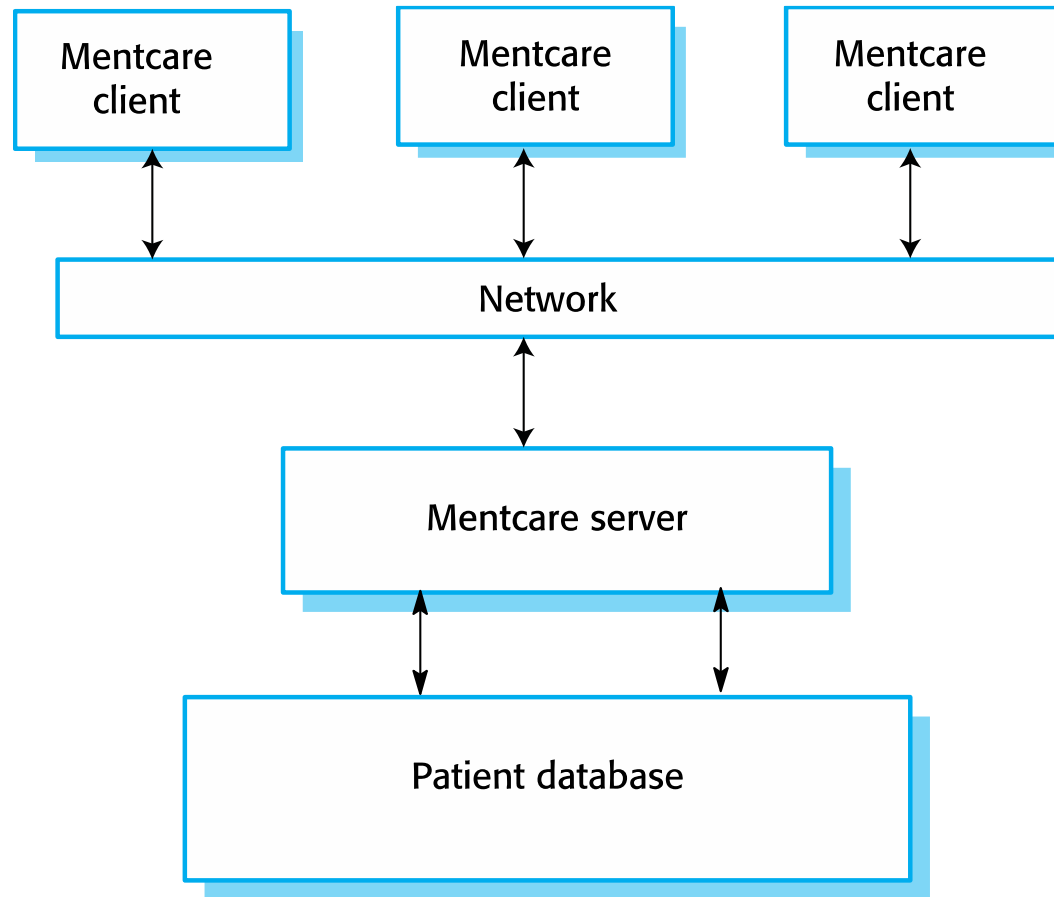 Mentcare
client
Mentcare
client
Mentcare
client
Network
Mentcare server
Patient database